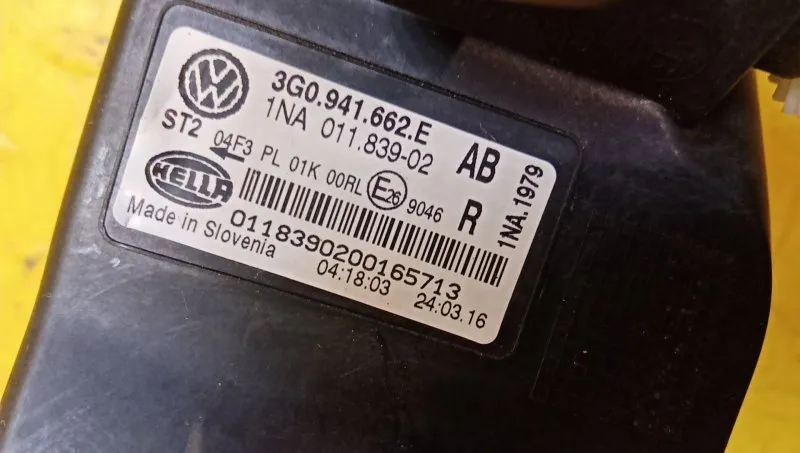 VW
3G0.941.662.E
1NA 011.839-02
AB
ST2
04F3 PL 01K 00RL E26 9046
R
1NA.1979
HELLA
0118390200165713
Made in Slovenia
04:18:03 24:03.16